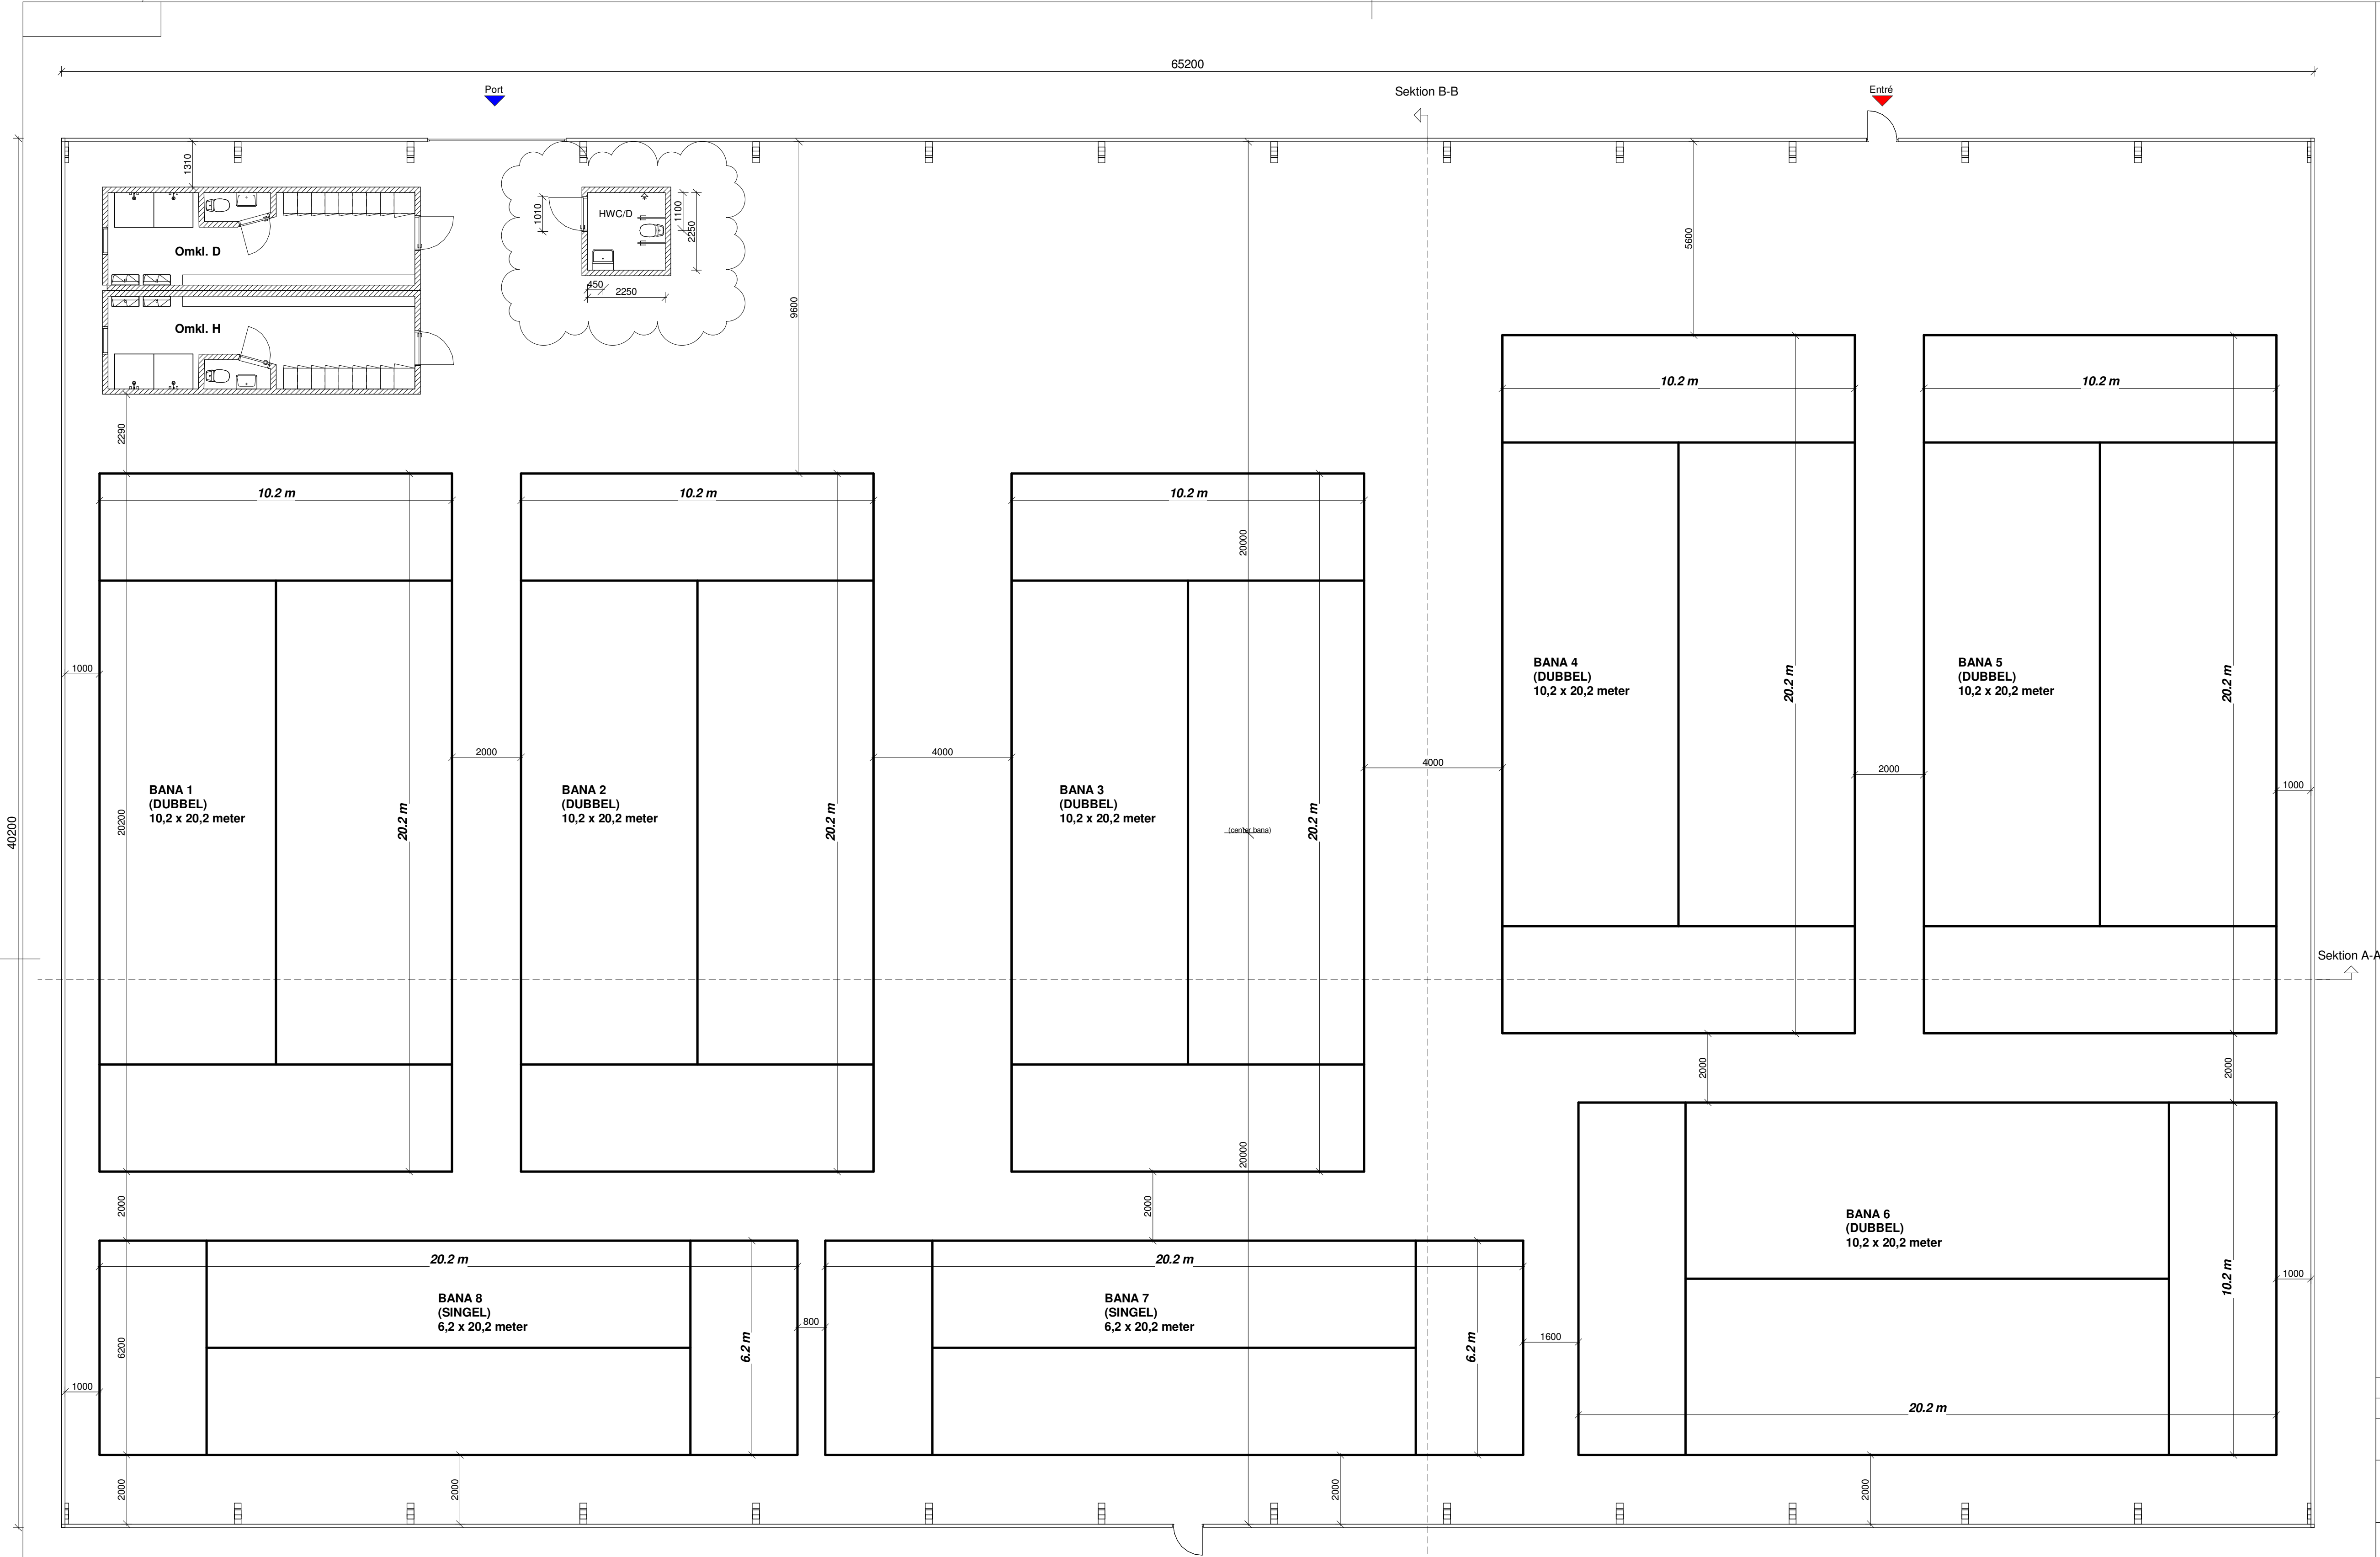 65200
Port
Sektion B-B
Entré
1310
1010
HWC/D
1100
2250
450
2250
Omkl. D
Omkl. H
9600
5600
2290
10.2 m
10.2 m
10.2 m
10.2 m
10.2 m
20000
1000
2000
4000
4000
2000
1000
BANA 1
(DUBBEL)
10,2 x 20,2 meter
20200
20.2 m
BANA 2
(DUBBEL)
10,2 x 20,2 meter
20.2 m
BANA 3
(DUBBEL)
10,2 x 20,2 meter
(center bana)
20.2 m
BANA 4
(DUBBEL)
10,2 x 20,2 meter
20.2 m
BANA 5
(DUBBEL)
10,2 x 20,2 meter
20.2 m
40200
Sektion A-A
2000
2000
2000
2000
20000
BANA 6
(DUBBEL)
10,2 x 20,2 meter
10.2 m
1000
20.2 m
20.2 m
BANA 8
(SINGEL)
6,2 x 20,2 meter
6200
6.2 m
1000
800
20.2 m
BANA 7
(SINGEL)
6,2 x 20,2 meter
6.2 m
1600
2000
2000
2000
2000